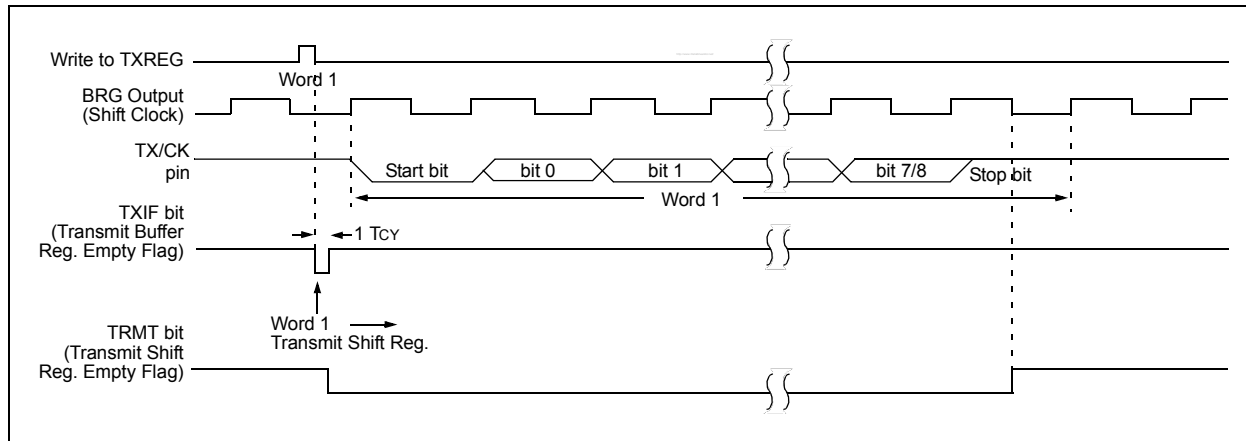 Write to TXREG
Word 1
BRG Output
(Shift Clock)
TX/CK
pin
Start bit
bit 0
bit 1
bit 7/8
Stop bit
Word 1
TXIF bit
(Transmit Buffer
Reg. Empty Flag)
1 TCY
Word 1
Transmit Shift Reg.
TRMT bit
(Transmit Shift
Reg. Empty Flag)